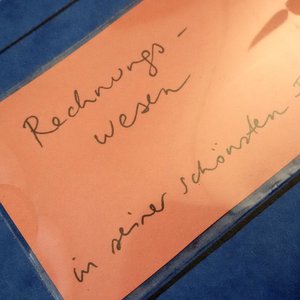 Rechnungs-
wesen
in seiner schönsten